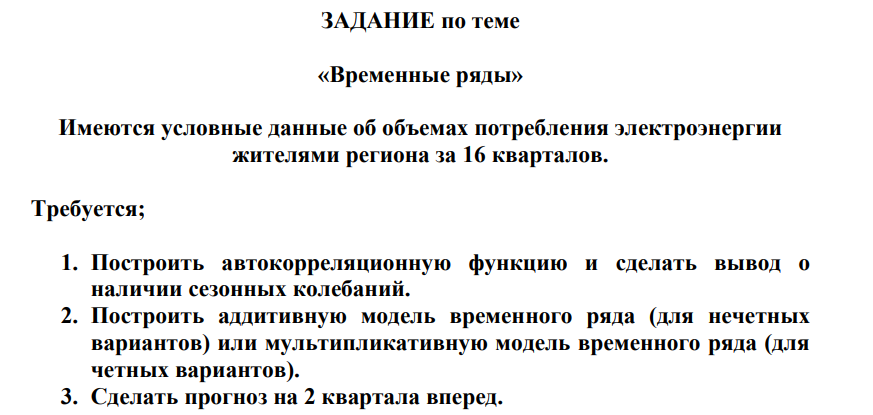 ЗАДАНИЕ по теме
«Временные ряды»
Имеются условные данные об объемах потребления электроэнергии
жителями региона за 16 кварталов.
Требуется;
1. Построить автокорреляционную функцию и сделать вывод о
наличии сезонных колебаний.
2. Построить аддитивную модель временного ряда (для нечетных
вариантов) или мультипликативную модель временного ряда (для
четных вариантов).
3. Сделать прогноз на 2 квартала вперед.